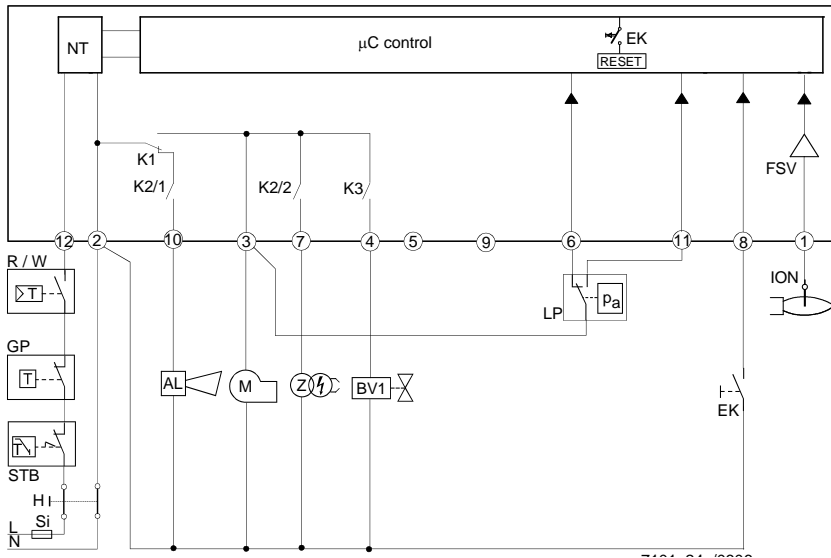 NT
μC control
EK
RESET
FSV
K1
K2/1
K2/2
K3
12
2
10
3
7
4
5
9
6
11
8
1
R / W
T
LP
pa
ION
GP
T
AL
M
Z
BV1
EK
T
STB
H
Si
L
N